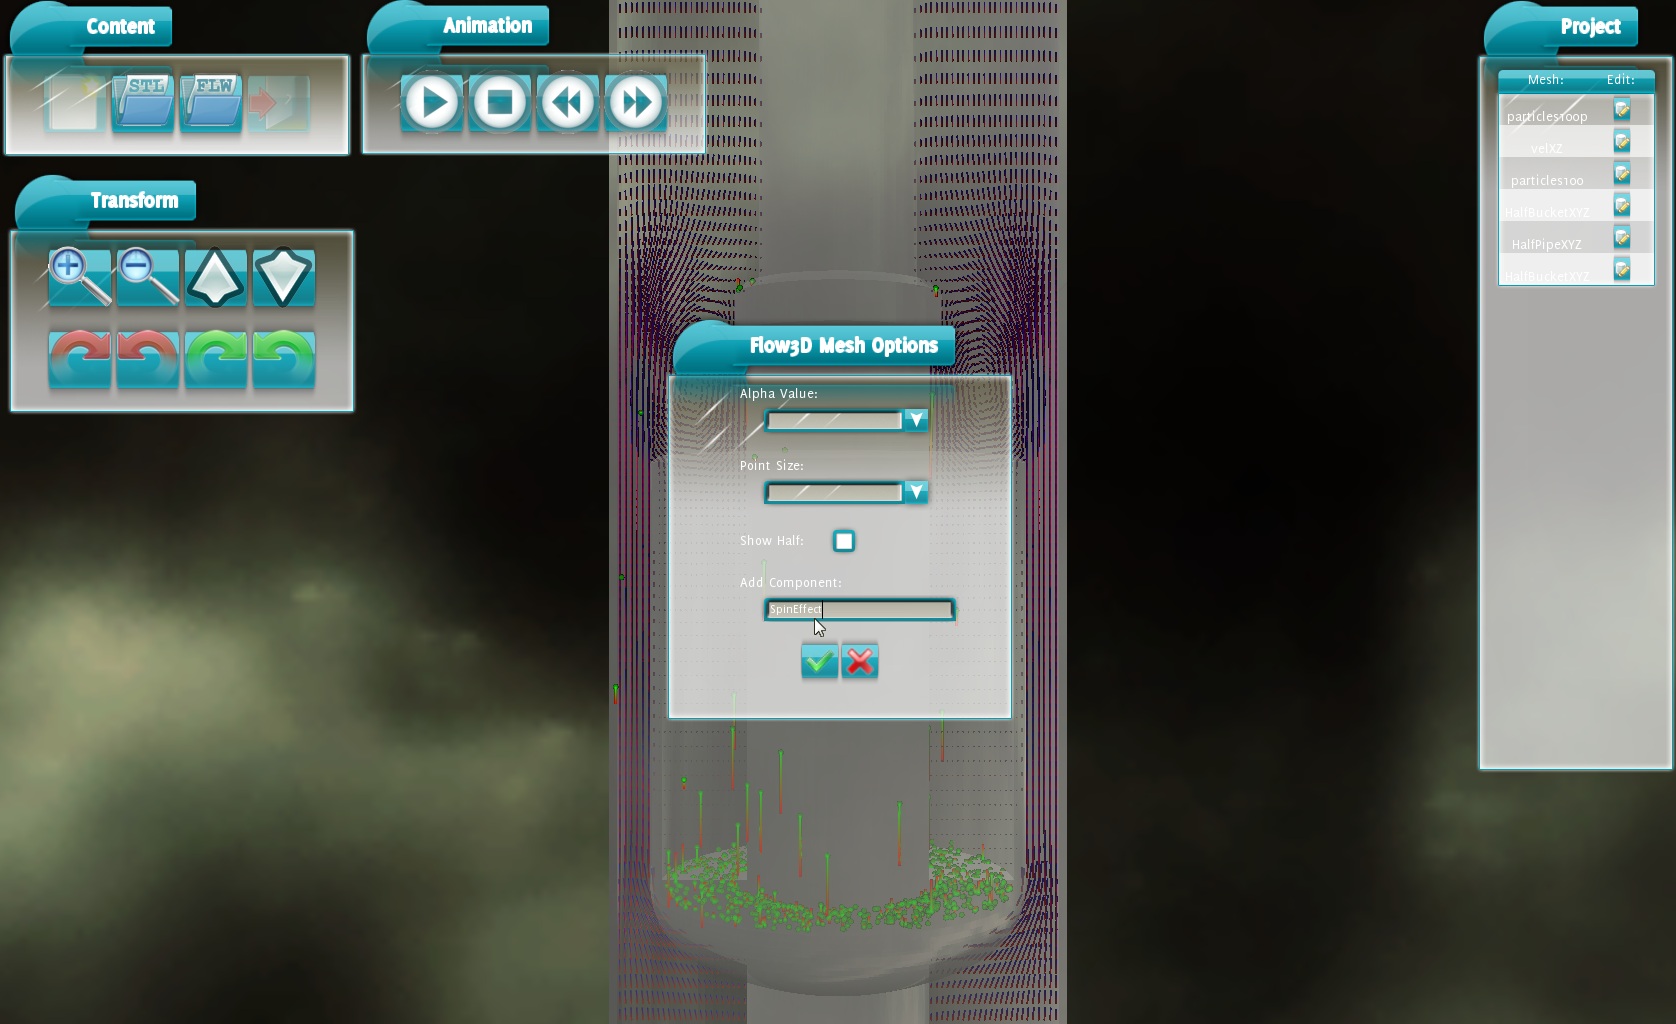 Content
STL
FLW
Animation
Transform
Flow3D Mesh Options
Alpha Value:
Point Size:
Show Half:
Add Component:
SpinEffect
Project
Mesh: Edit:
particles100p
velXZ
particles100
HalfBucketXYZ
HalfPipeXYZ
HalfBucketXYZ